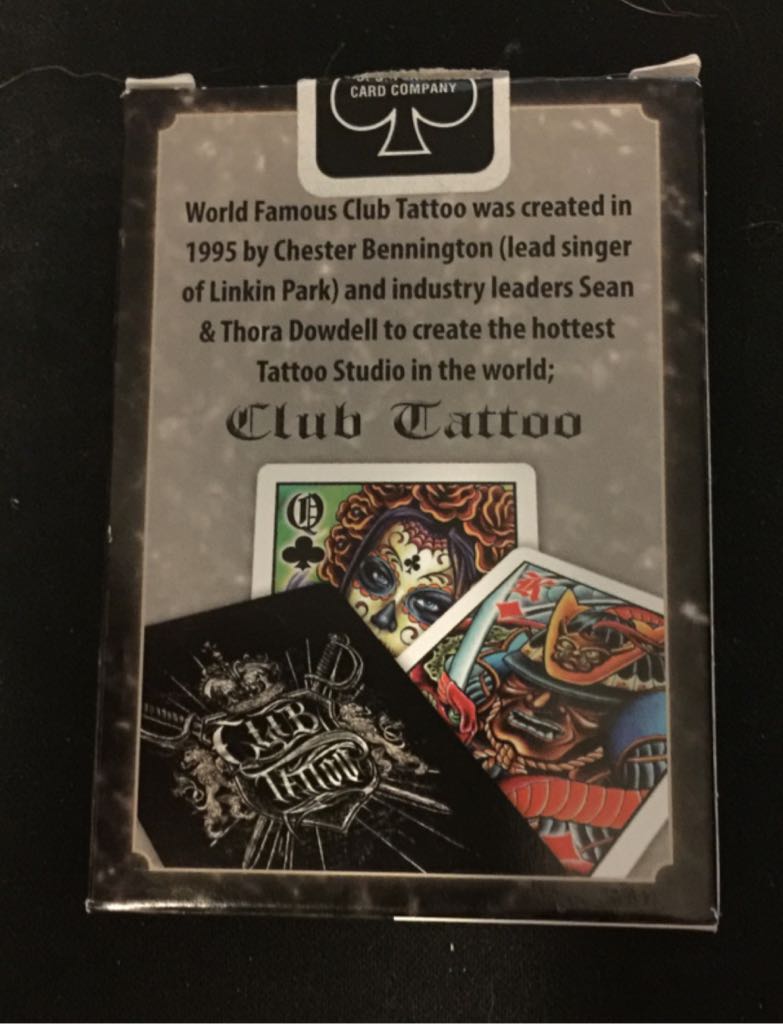 CARD COMPANY
World Famous Club Tattoo was created in
1995 by Chester Bennington (lead singer
of Linkin Park) and industry leaders Sean
& Thora Dowdell to create the hottest
Tattoo Studio in the world;
Club Tattoo
Q
K
CLUB
TATTOO